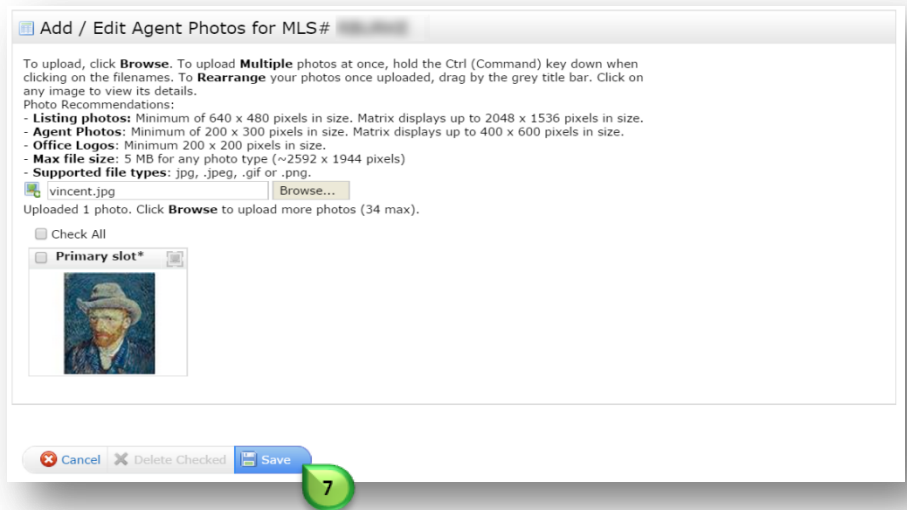 Add / Edit Agent Photos for MLS#
To upload, click Browse. To upload Multiple photos at once, hold the Ctrl (Command) key down when
clicking on the filenames. To Rearrange your photos once uploaded, drag by the grey title bar. Click on
any image to view its details.
Photo Recommendations:
- Listing photos: Minimum of 640 x 480 pixels in size. Matrix displays up to 2048 x 1536 pixels in size.
- Agent Photos: Minimum of 200 x 300 pixels in size. Matrix displays up to 400 x 600 pixels in size.
- Office Logos: Minimum 200 x 200 pixels in size.
- Max file size: 5 MB for any photo type (~2592 x 1944 pixels)
- Supported file types: jpg, .jpeg, .gif or .png.
vincent.jpg Browse...
Uploaded 1 photo. Click Browse to upload more photos (34 max).
Check All
Primary slot*
Cancel Delete Checked Save
7